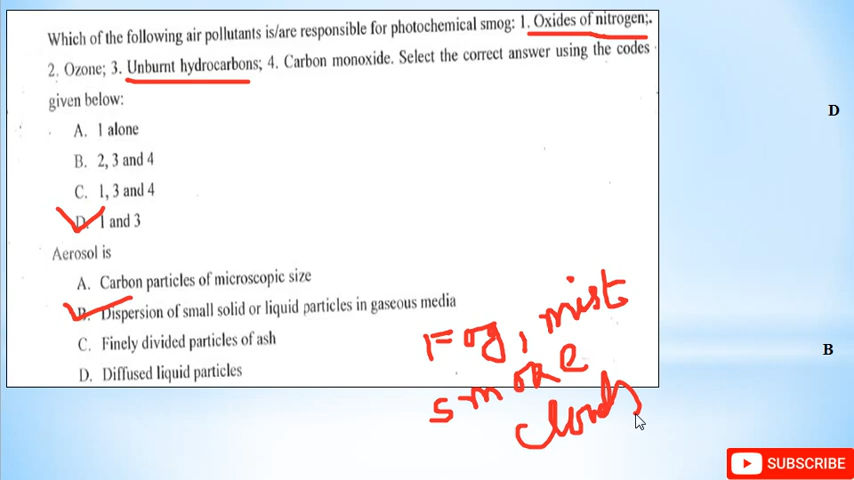 Which of the following air pollutants is/are responsible for photochemical smog: 1. Oxides of nitrogen;.
2. Ozone; 3. Unburnt hydrocarbons; 4. Carbon monoxide. Select the correct answer using the codes
given below:
A. 1 alone
B. 2, 3 and 4
C. 1, 3 and 4
D. 1 and 3
D
Aerosol is
A. Carbon particles of microscopic size
B. Dispersion of small solid or liquid particles in gaseous media
C. Finely divided particles of ash
D. Diffused liquid particles
B
Fog, mist
smoke
clouds
SUBSCRIBE